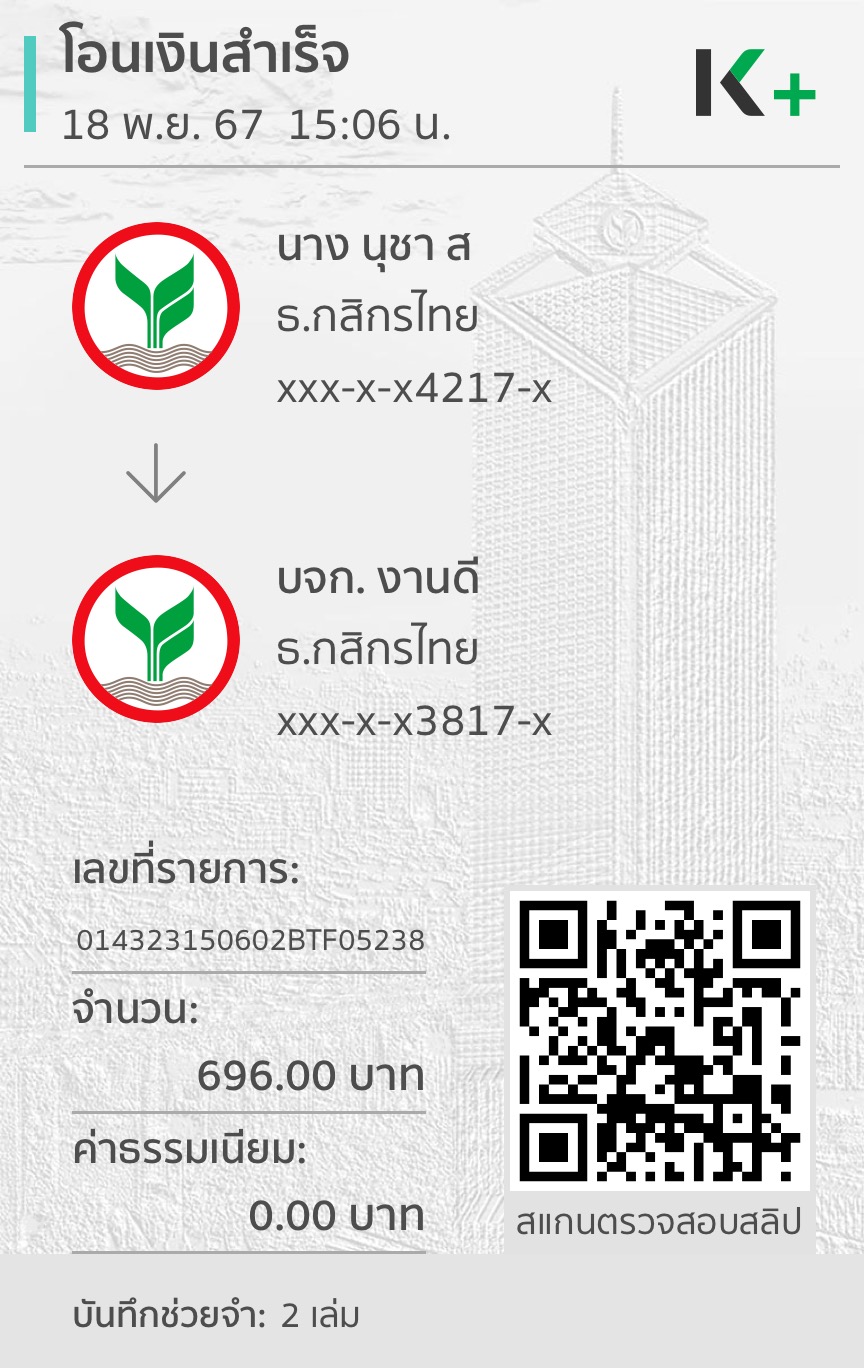 โอนเงินสำเร็จ
18 พ.ย. 67 15:06 น.
K+
นาง นุชา ส
ธ.กสิกรไทย
xxx-x-x4217-x
บจก. งานดี
ธ.กสิกรไทย
xxx-x-x3817-x
เลขที่รายการ:
014323150602BTF05238
จำนวน:
696.00 บาท
ค่าธรรมเนียม:
0.00 บาท
สแกนตรวจสอบสลิป
บันทึกช่วยจำ: 2 เล่ม